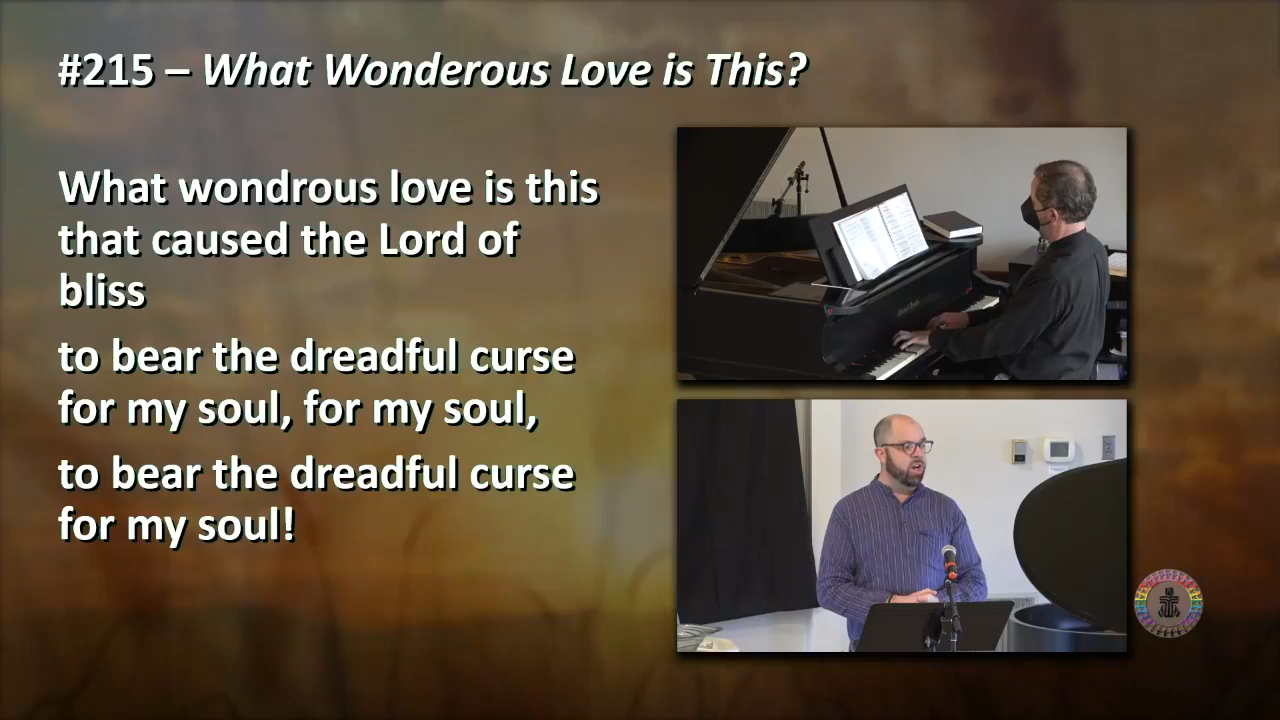 #215 – What Wonderous Love is This?
What wondrous love is this
that caused the Lord of
bliss
to bear the dreadful curse
for my soul, for my soul,
to bear the dreadful curse
for my soul!